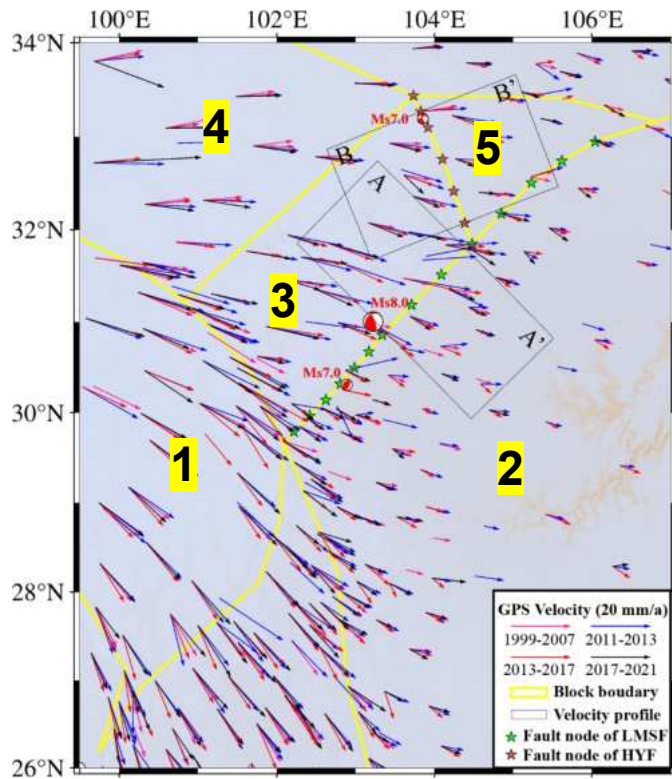 100°E 102°E 104°E 106°E
34°N
B'
Ms7.0
4
5
B
A
32°N
3
Ms8.0
A'
Ms7.0
30°N
1
2
28°N
GPS Velocity (20 mm/a)
1999-2007 2011-2013
2013-2017 2017-2021
Block boudary
Velocity profile
Fault node of LMSF
Fault node of HYF
26°N